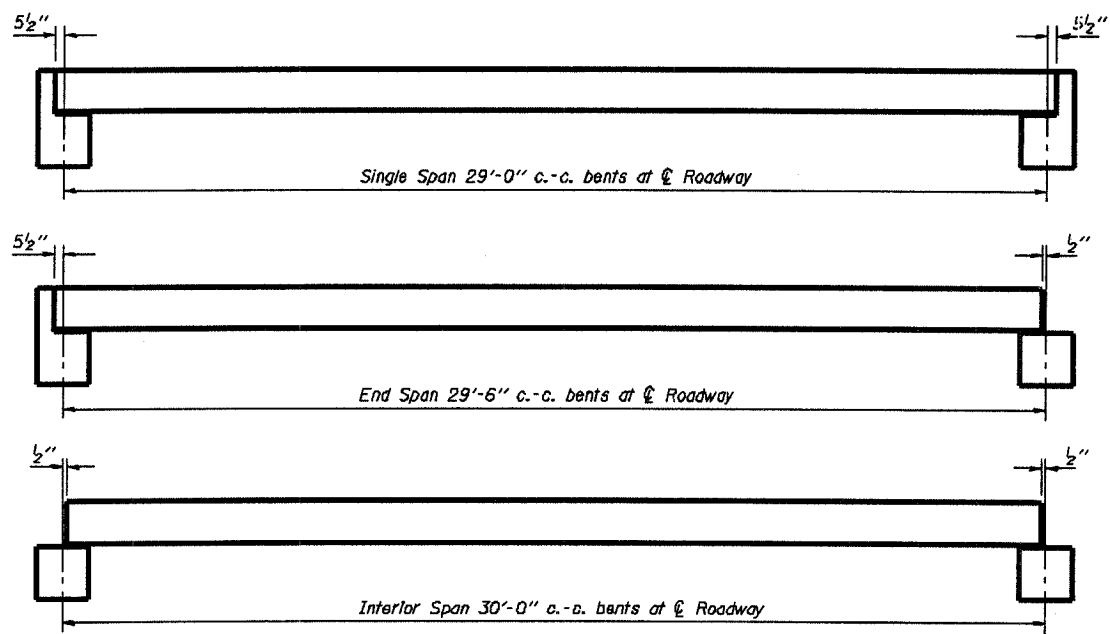 5½" 5½"
Single Span 29'-0" c.-c. bents at ℄ Roadway
5½" ½"
End Span 29'-6" c.-c. bents at ℄ Roadway
½" ½"
Interior Span 30'-0" c.-c. bents at ℄ Roadway